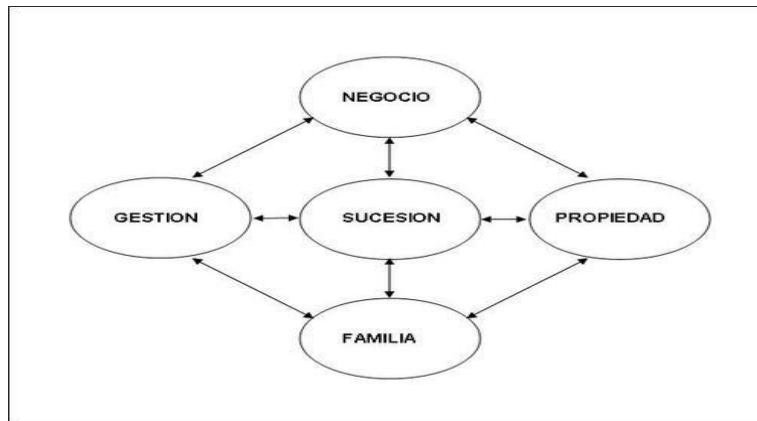 NEGOCIO
GESTION
SUCESION
PROPIEDAD
FAMILIA